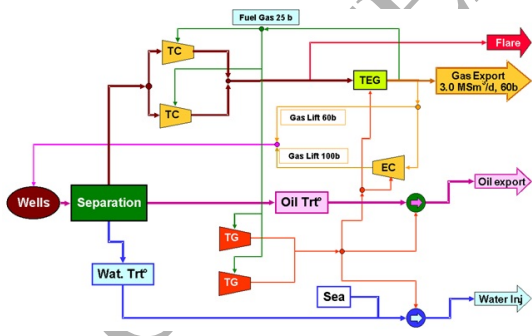 Fuel Gas 25 b
TC
Flare
TEG
Gas Export
3.0 MSm³/d, 60b
TC
Gas Lift 60b
Gas Lift 100b
EC
Wells
Separation
Oil Trtº
Oil export
TG
Wat. Trtº
TG
Sea
Water Inj